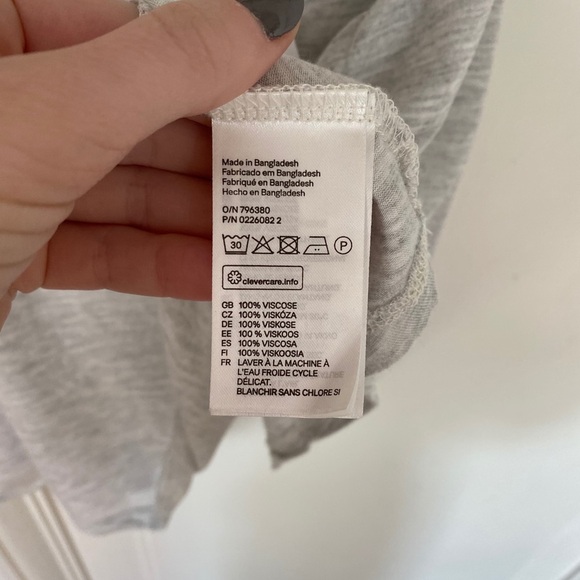 Made in Bangladesh
Fabricado em Bangladesh
Fabriqué en Bangladesh
Hecho en Bangladesh
O/N 796380
P/N 0226082 2
30 P
clevercare.info
GB 100% VISCOSE
CZ 100% VISKÓZA
DE 100% VISKOSE
EE 100 % VISKOOS
ES 100% VISCOSA
FI 100% VISKOOSIA
FR LAVER À LA MACHINE À
L'EAU FROIDE CYCLE
DÉLICAT.
BLANCHIR SANS CHLORE SI